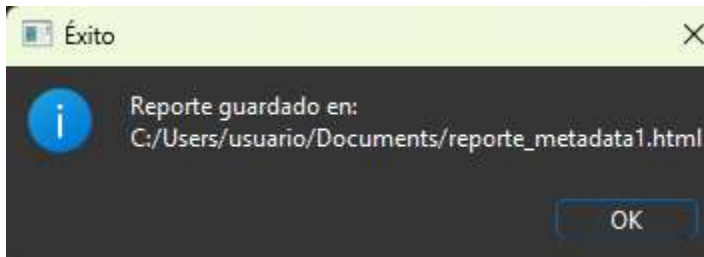 Éxito
Reporte guardado en:
C:/Users/usuario/Documents/reporte_metadata1.html
OK